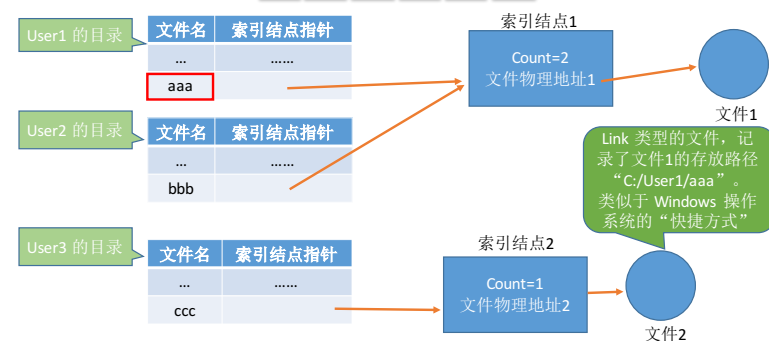 User1 的目录
文件名 索引结点指针
… ……
aaa
索引结点1
Count=2
文件物理地址1
文件1
User2 的目录
文件名 索引结点指针
… ……
bbb
Link 类型的文件，记
录了文件1的存放路径
“C:/User1/aaa”。
类似于 Windows 操作
系统的“快捷方式”
User3 的目录
文件名 索引结点指针
… ……
ccc
索引结点2
Count=1
文件物理地址2
文件2